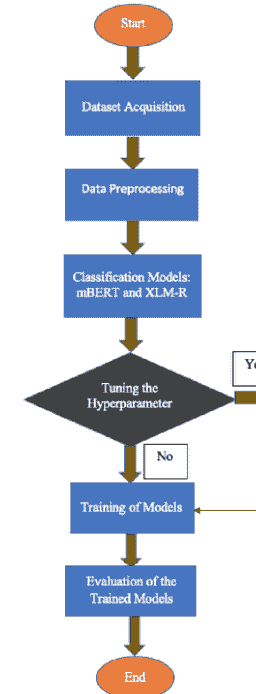 Start
Dataset Acquisition
Data Preprocessing
Classification Models:
mBERT and XLM-R
Tuning the
Hyperparameter
No
Training of Models
Evaluation of the
Trained Models
End